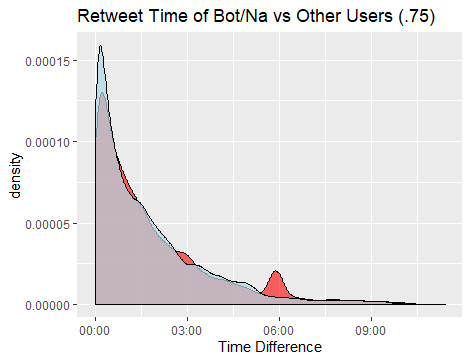 Retweet Time of Bot/Na vs Other Users (.75)
0.00015
0.00010
0.00005
0.00000
density
00:00 03:00 06:00 09:00
Time Difference